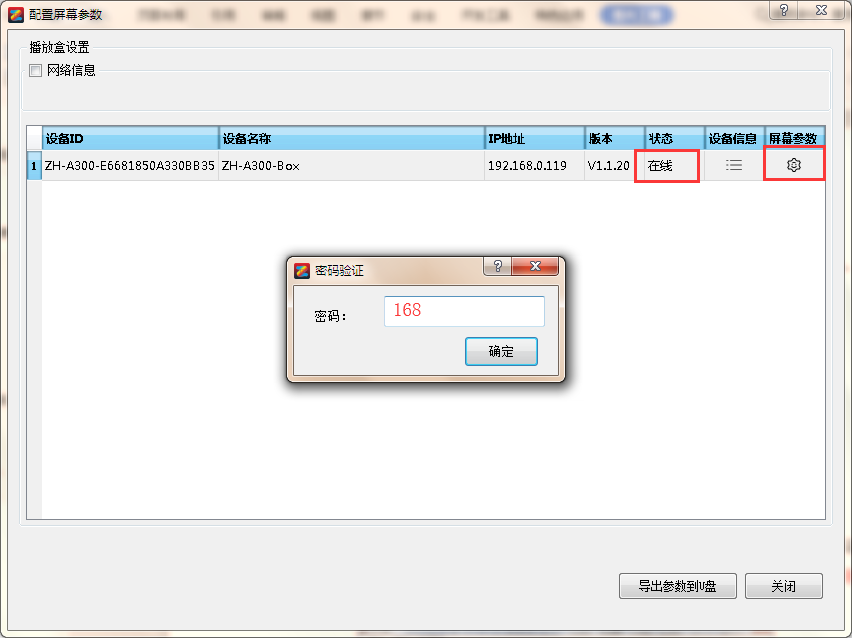 配置屏幕参数
播放盒设置
网络信息
设备ID 设备名称 IP地址 版本 状态 设备信息 屏幕参数
1 ZH-A300-E6681850A330BB35 ZH-A300-Box 192.168.0.119 V1.1.20 在线
密码验证
密码： 168
确定
导出参数到U盘 关闭